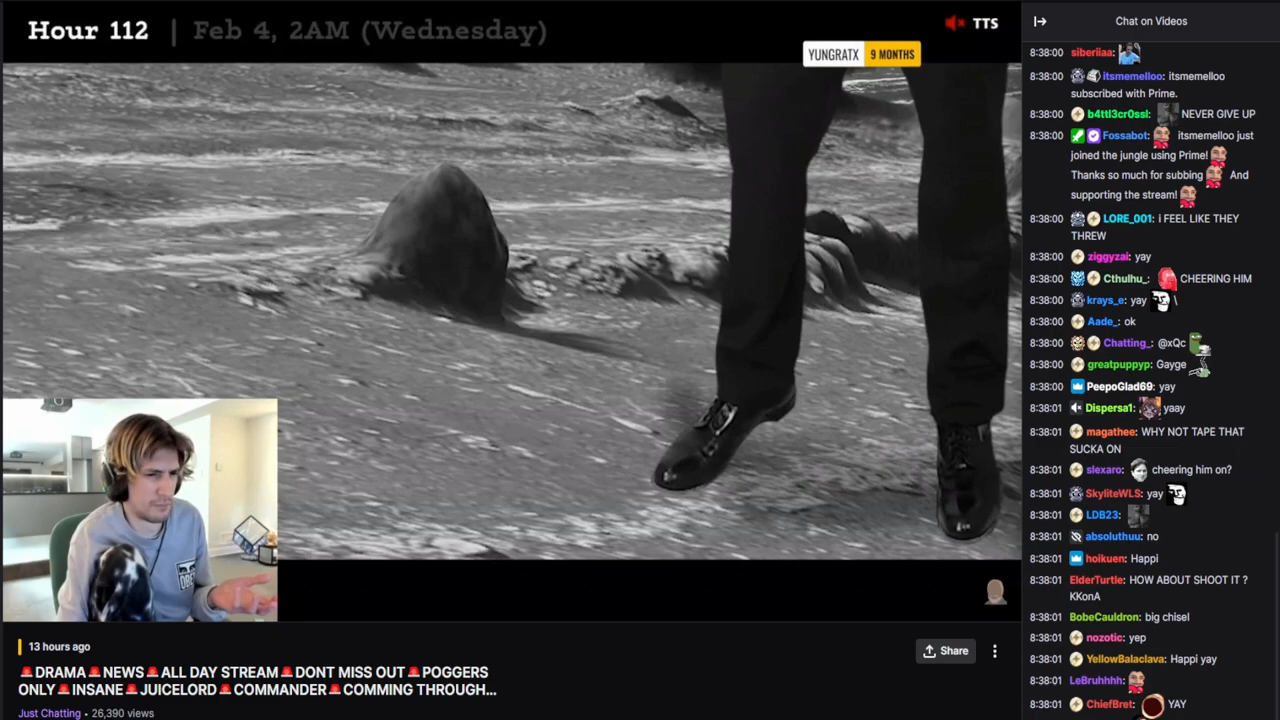 Hour 112 | Feb 4, 2AM (Wednesday)
TTS
YUNGRATX 9 MONTHS
OBEY
13 hours ago
Share
🚨DRAMA🚨NEWS🚨ALL DAY STREAM🚨DONT MISS OUT🚨POGGERS
ONLY🚨INSANE🚨JUICELORD🚨COMMANDER🚨COMMING THROUGH...
Just Chatting • 26,390 views
Chat on Videos
8:38:00 siberiiaa:
8:38:00 itsmemelloo: itsmemelloo
subscribed with Prime.
8:38:00 b4ttl3cr0ssl: NEVER GIVE UP
8:38:00 Fossabot: itsmemelloo just
joined the jungle using Prime!
Thanks so much for subbing And
supporting the stream!
8:38:00 LORE_001: i FEEL LIKE THEY
THREW
8:38:00 ziggyzai: yay
8:38:00 Cthulhu_: CHEERING HIM
8:38:00 krays_e: yay \
8:38:00 Aade_: ok
8:38:00 Chatting_: @xQc
8:38:00 greatpuppyp: Gayge
8:38:00 PeepoGlad69: yay
8:38:01 Dispersa1: yaay
8:38:01 magathee: WHY NOT TAPE THAT
SUCKA ON
8:38:01 slexaro: cheering him on?
8:38:01 SkyliteWLS: yay
8:38:01 LDB23:
8:38:01 absoluthuu: no
8:38:01 hoikuen: Happi
8:38:01 ElderTurtle: HOW ABOUT SHOOT IT ?
KKonA
8:38:01 BobeCauldron: big chisel
8:38:01 nozotic: yep
8:38:01 YellowBalaclava: Happi yay
8:38:01 LeBruhhhh:
8:38:01 ChiefBret: YAY